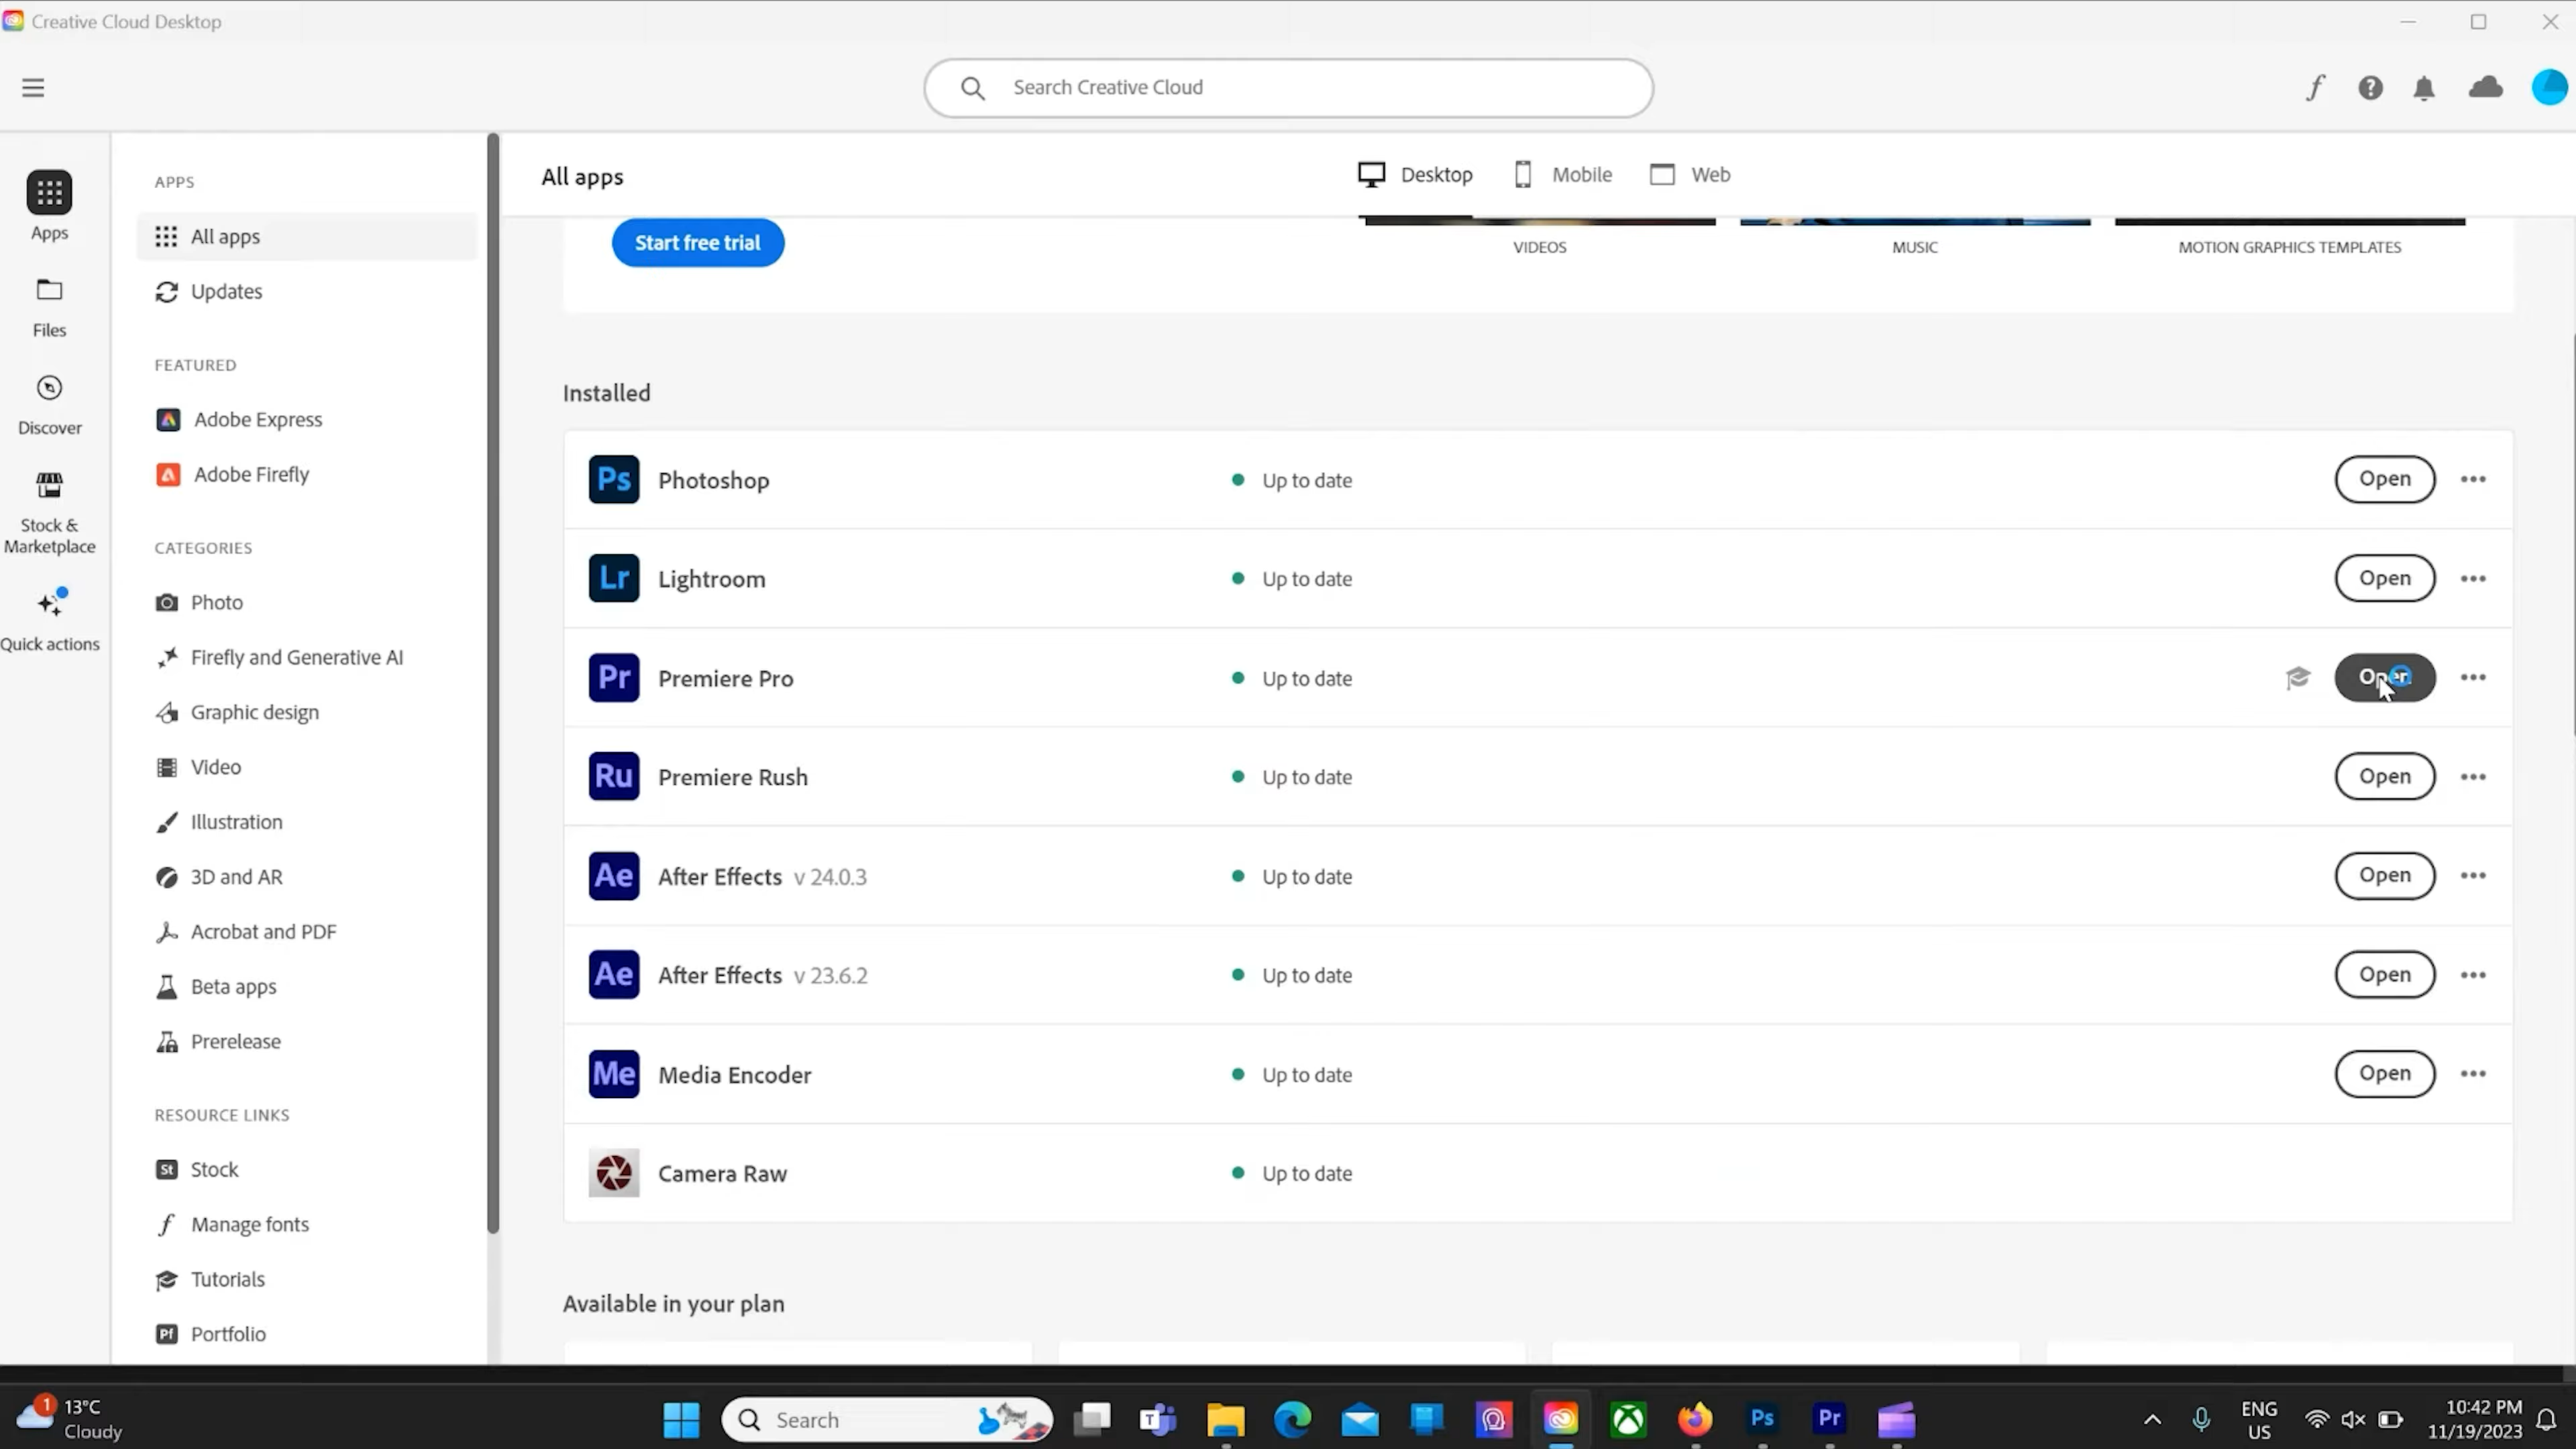 Creative Cloud Desktop
Search Creative Cloud
Apps
Files
Discover
Stock &
Marketplace
Quick actions
APPS
All apps
Updates
FEATURED
Adobe Express
Adobe Firefly
CATEGORIES
Photo
Firefly and Generative AI
Graphic design
Video
Illustration
3D and AR
Acrobat and PDF
Beta apps
Prerelease
RESOURCE LINKS
St Stock
Manage fonts
Tutorials
Pf Portfolio
All apps
Desktop Mobile Web
Start free trial
VIDEOS MUSIC MOTION GRAPHICS TEMPLATES
Installed
Ps Photoshop Up to date Open
Lr Lightroom Up to date Open
Pr Premiere Pro Up to date Open
Ru Premiere Rush Up to date Open
Ae After Effects v 24.0.3 Up to date Open
Ae After Effects v 23.6.2 Up to date Open
Me Media Encoder Up to date Open
Camera Raw Up to date
Available in your plan
1 13°C
Cloudy
Search
T
Ps Pr
ENG
US
10:42 PM
11/19/2023